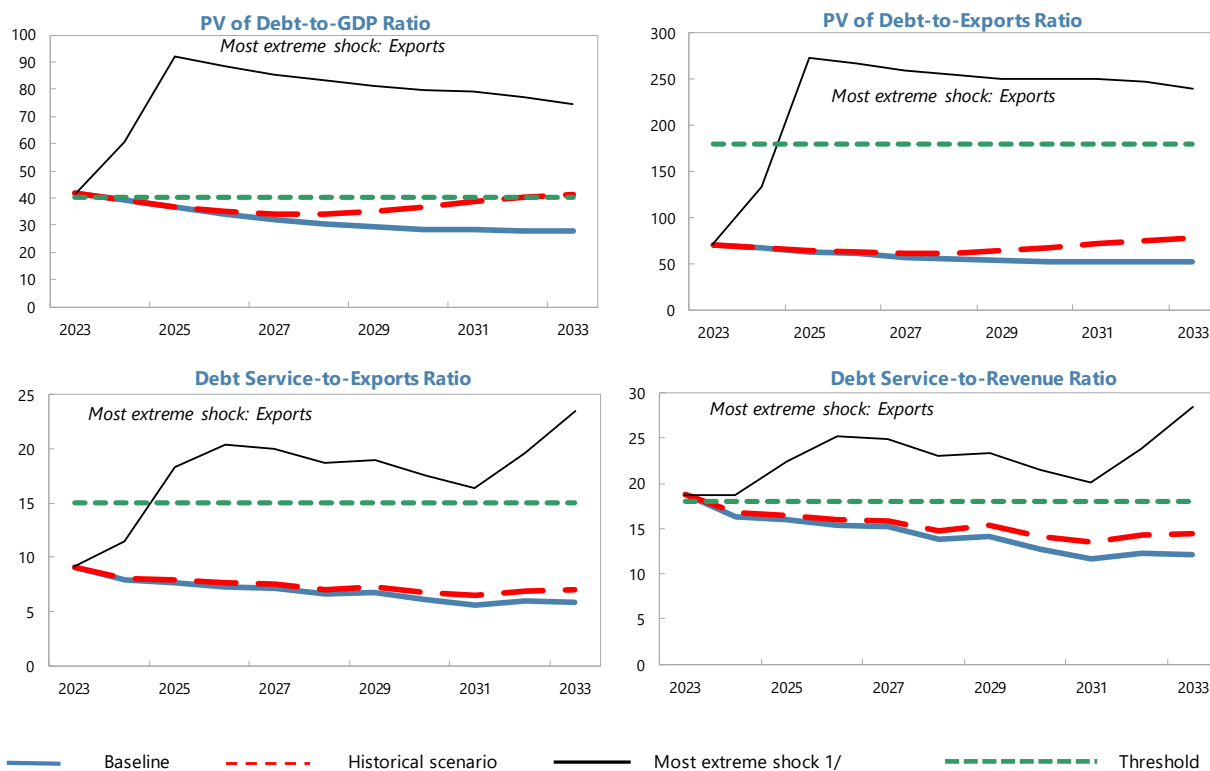 PV of Debt-to-GDP Ratio
Most extreme shock: Exports
100
90
80
70
60
50
40
30
20
10
0
2023 2025 2027 2029 2031 2033
PV of Debt-to-Exports Ratio
Most extreme shock: Exports
300
250
200
150
100
50
0
2023 2025 2027 2029 2031 2033
Debt Service-to-Exports Ratio
Most extreme shock: Exports
25
20
15
10
5
0
2023 2025 2027 2029 2031 2033
Debt Service-to-Revenue Ratio
Most extreme shock: Exports
30
25
20
15
10
5
0
2023 2025 2027 2029 2031 2033
Baseline Historical scenario Most extreme shock 1/ Threshold